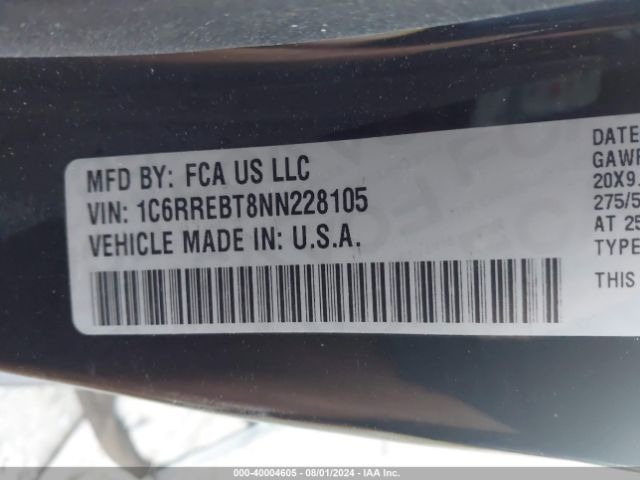 MFD BY: FCA US LLC
VIN: 1C6RREBT8NN228105
VEHICLE MADE IN: U.S.A.
DATE
GAWR
20X9.
275/5
AT 25
TYPE
THIS
000-40004605 - 08/01/2024 - IAA Inc.